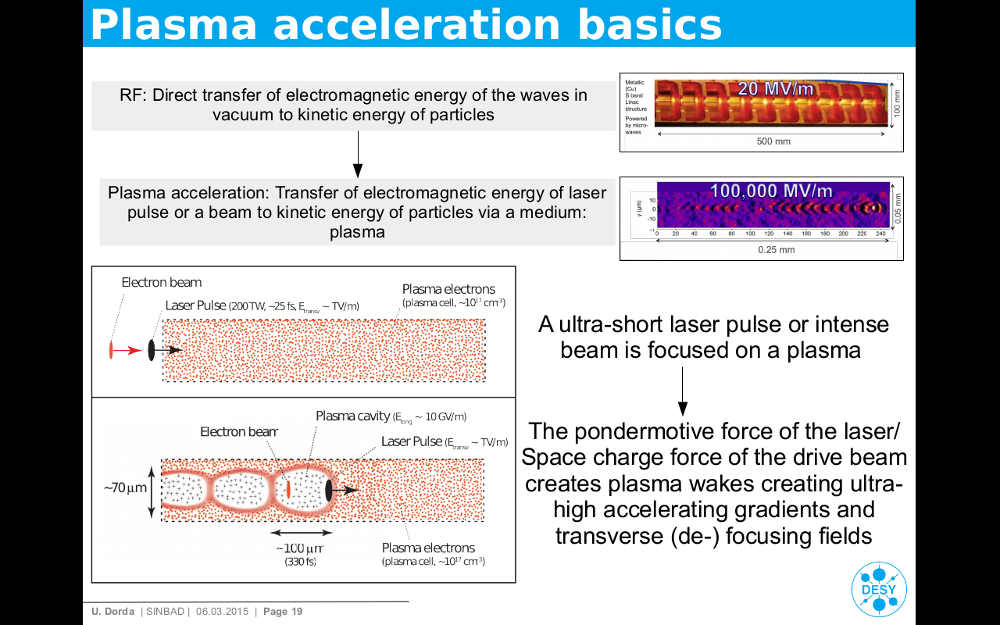 Plasma acceleration basics
RF: Direct transfer of electromagnetic energy of the waves in
vacuum to kinetic energy of particles
Metallic
(Cu)
S band
Linac
structure
Powered
by micro-
waves
20 MV/m
100 mm
500 mm
Plasma acceleration: Transfer of electromagnetic energy of laser
pulse or a beam to kinetic energy of particles via a medium:
plasma
100,000 MV/m
y (μm)
10
0
-10
-1
0 20 40 60 80 100 120 140 160 180 200 220 240
0.05 mm
0.25 mm
Electron beam
Laser Pulse (200 TW, ~25 fs, Etransv ~ TV/m)
Plasma electrons
(plasma cell, ~10¹⁷ cm⁻³)
Plasma cavity (Elong ~ 10 GV/m)
Electron beam
Laser Pulse (Etransv ~ TV/m)
~70 μm
~100 μm
(330 fs)
Plasma electrons
(plasma cell, ~10¹⁷ cm⁻³)
A ultra-short laser pulse or intense
beam is focused on a plasma
The pondermotive force of the laser/
Space charge force of the drive beam
creates plasma wakes creating ultra-
high accelerating gradients and
transverse (de-) focusing fields
DESY
U. Dorda | SINBAD | 06.03.2015 | Page 19